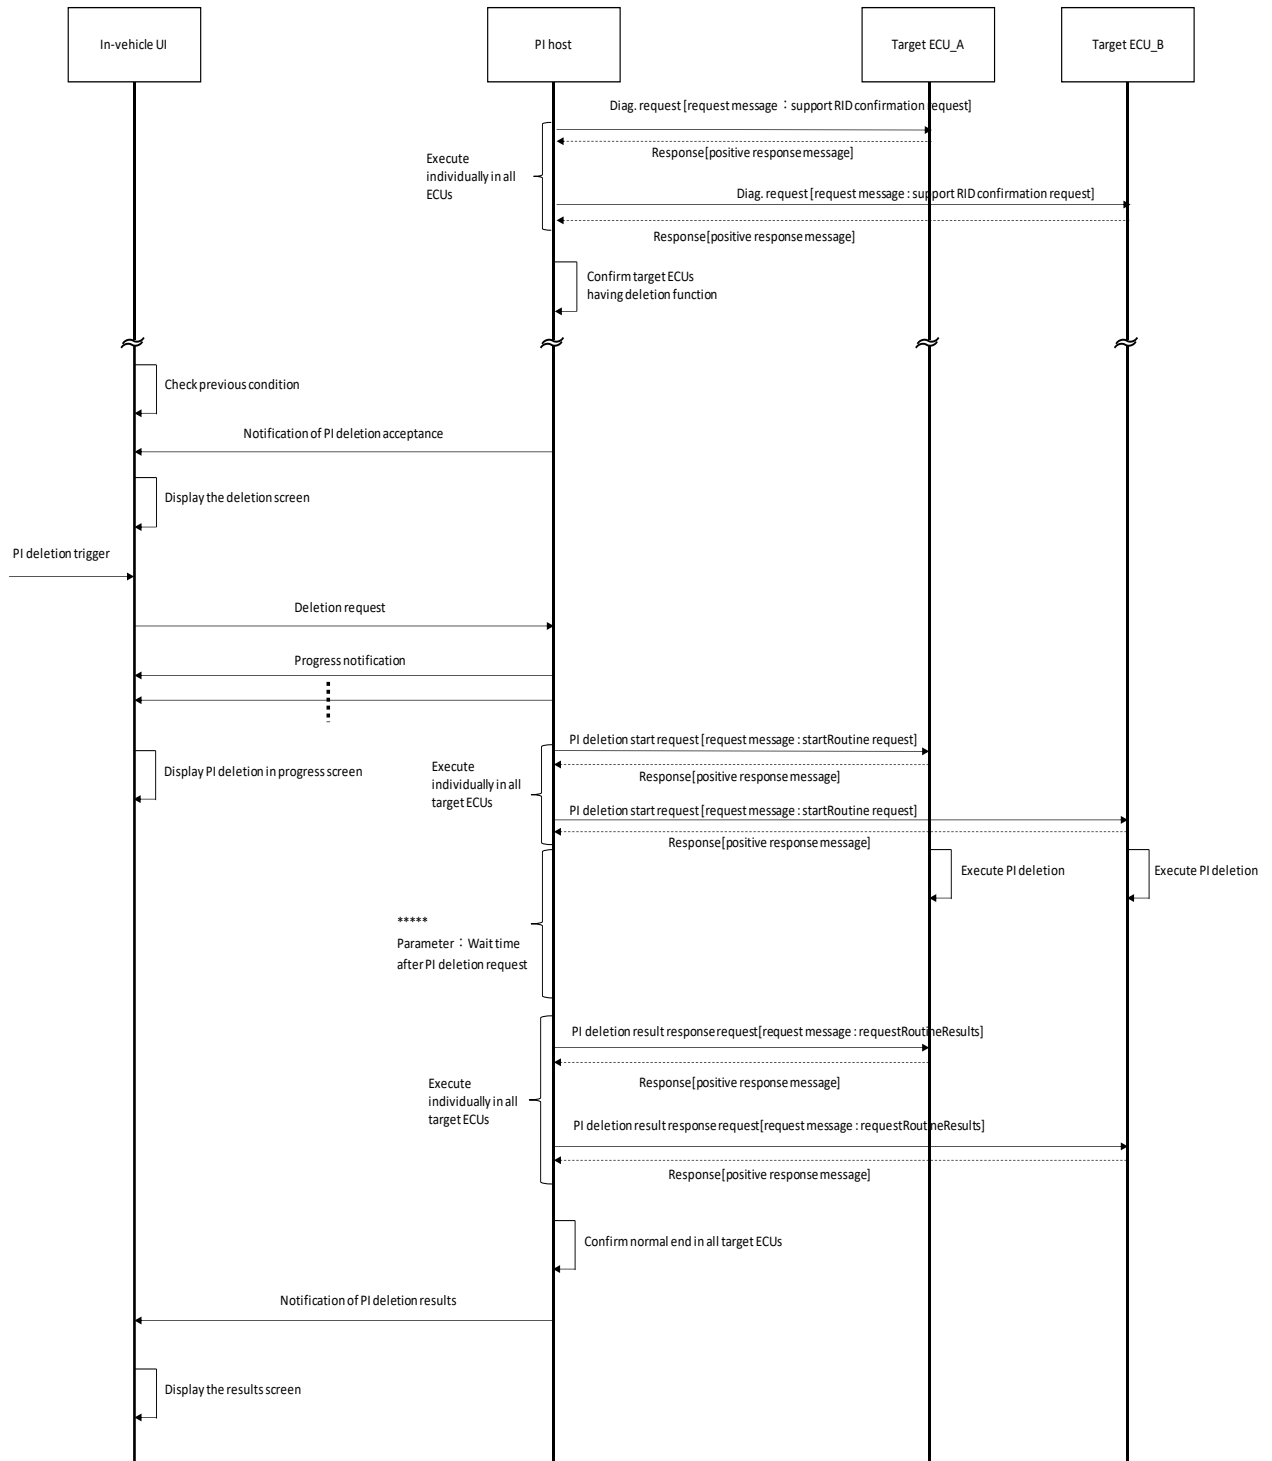 In-vehicle UI
PI host
Target ECU_A
Target ECU_B
Diag. request [request message：support RID confirmation request]
Response[positive response message]
Execute
individually in all
ECUs
Diag. request [request message : support RID confirmation request]
Response[positive response message]
Confirm target ECUs
having deletion function
Check previous condition
Notification of PI deletion acceptance
Display the deletion screen
PI deletion trigger
Deletion request
Progress notification
PI deletion start request [request message : startRoutine request]
Display PI deletion in progress screen
Execute
individually in all
target ECUs
Response[positive response message]
PI deletion start request [request message : startRoutine request]
Response[positive response message]
Execute PI deletion
Execute PI deletion
*****
Parameter：Wait time
after PI deletion request
PI deletion result response request[request message : requestRoutineResults]
Response[positive response message]
Execute
individually in all
target ECUs
PI deletion result response request[request message : requestRoutineResults]
Response[positive response message]
Confirm normal end in all target ECUs
Notification of PI deletion results
Display the results screen